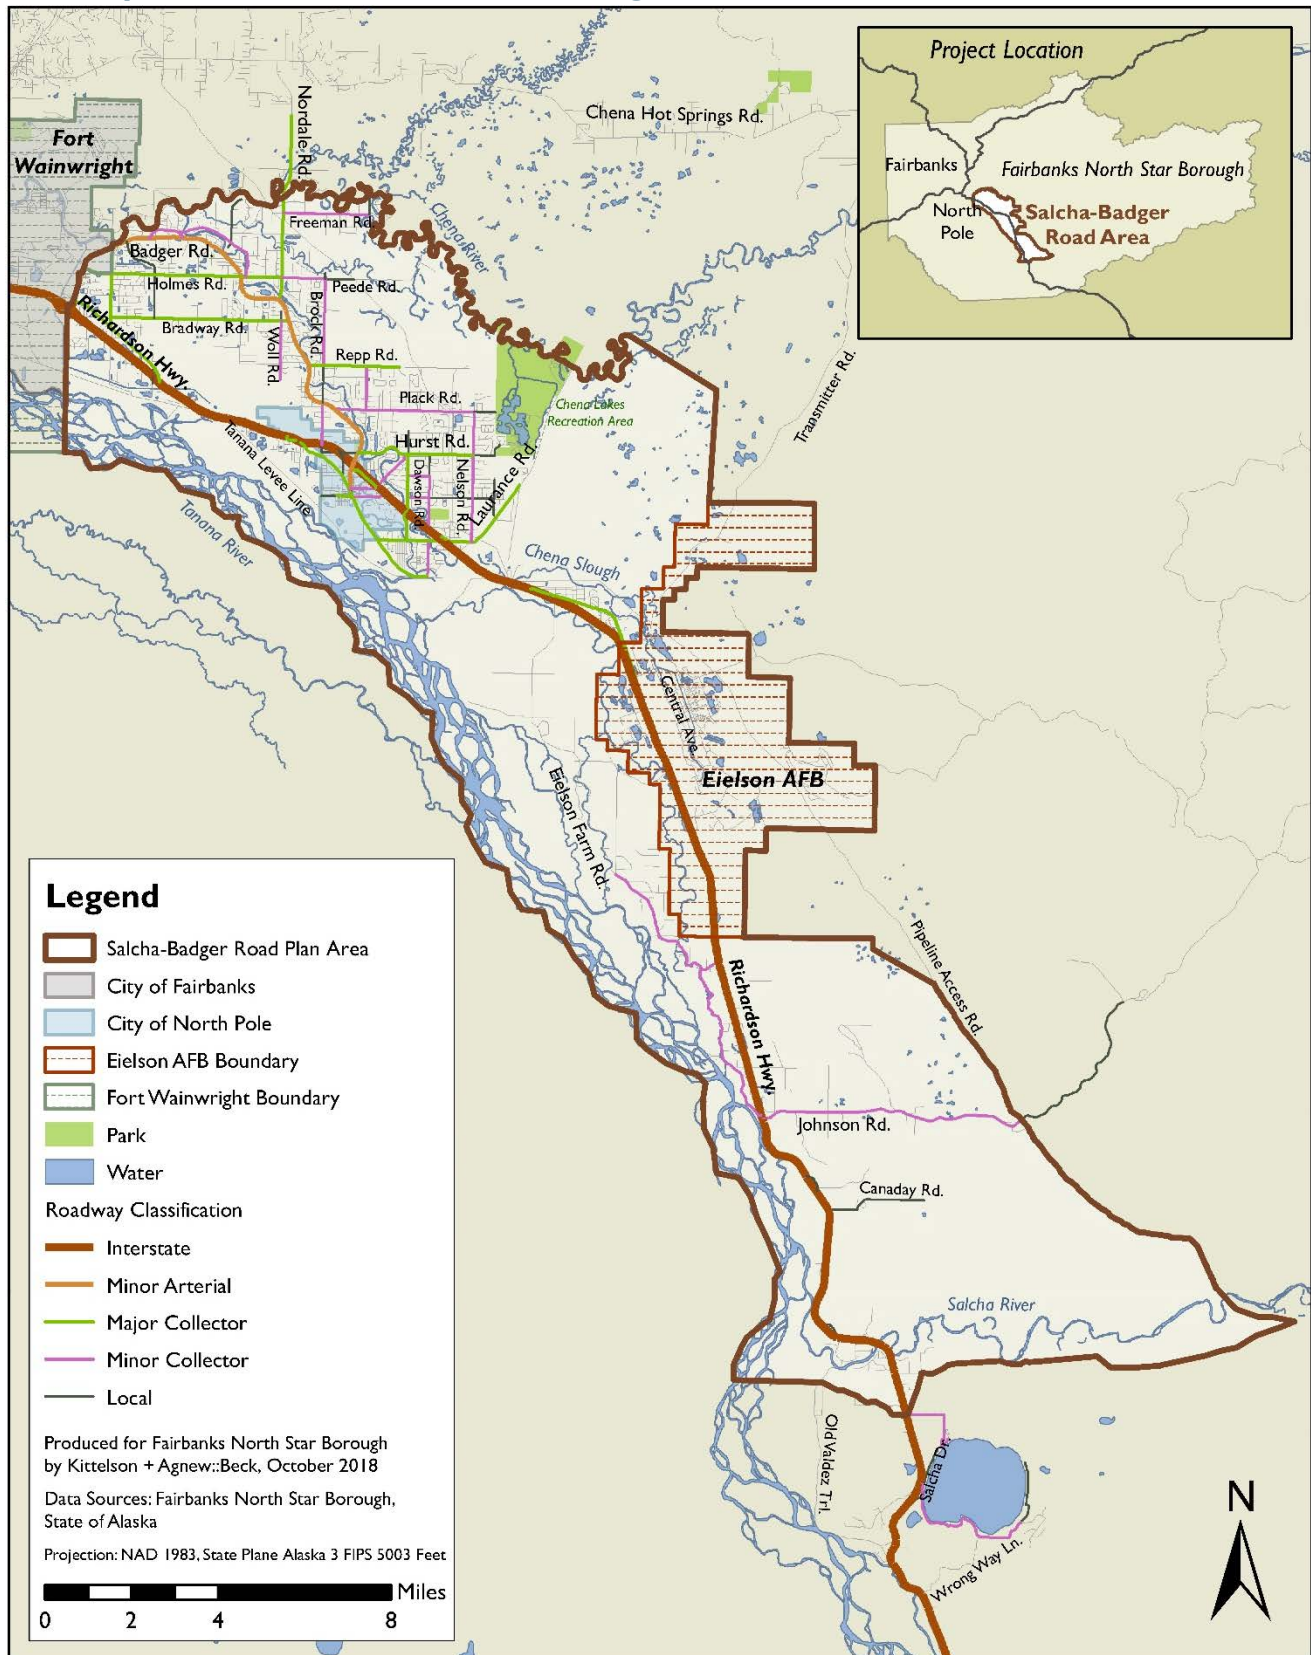 Project Location
Fairbanks
Fairbanks North Star Borough
North
Pole
Salcha-Badger
Road Area
Fort
Wainwright
Nordale Rd.
Chena Hot Springs Rd.
Freeman Rd.
Chena River
Badger Rd.
Holmes Rd.
Peede Rd.
Richardson Hwy.
Bradway Rd.
Woll Rd.
Brock Rd.
Repp Rd.
Transmitter Rd.
Plack Rd.
Chena Lakes
Recreation Area
Hurst Rd.
Tanana Levee Line
Dawson Rd.
Nelson Rd.
Laurance Rd.
Tanana River
Chena Slough
Central Ave.
Eielson AFB
Eielson Farm Rd.
Pipeline Access Rd.
Richardson Hwy.
Johnson Rd.
Canaday Rd.
Salcha River
Old Valdez Trl.
Salcha Dr.
Wrong Way Ln.
N
Legend
Salcha-Badger Road Plan Area
City of Fairbanks
City of North Pole
Eielson AFB Boundary
Fort Wainwright Boundary
Park
Water
Roadway Classification
Interstate
Minor Arterial
Major Collector
Minor Collector
Local
Produced for Fairbanks North Star Borough
by Kittelson + Agnew::Beck, October 2018
Data Sources: Fairbanks North Star Borough,
State of Alaska
Projection: NAD 1983, State Plane Alaska 3 FIPS 5003 Feet
Miles
0 2 4 8